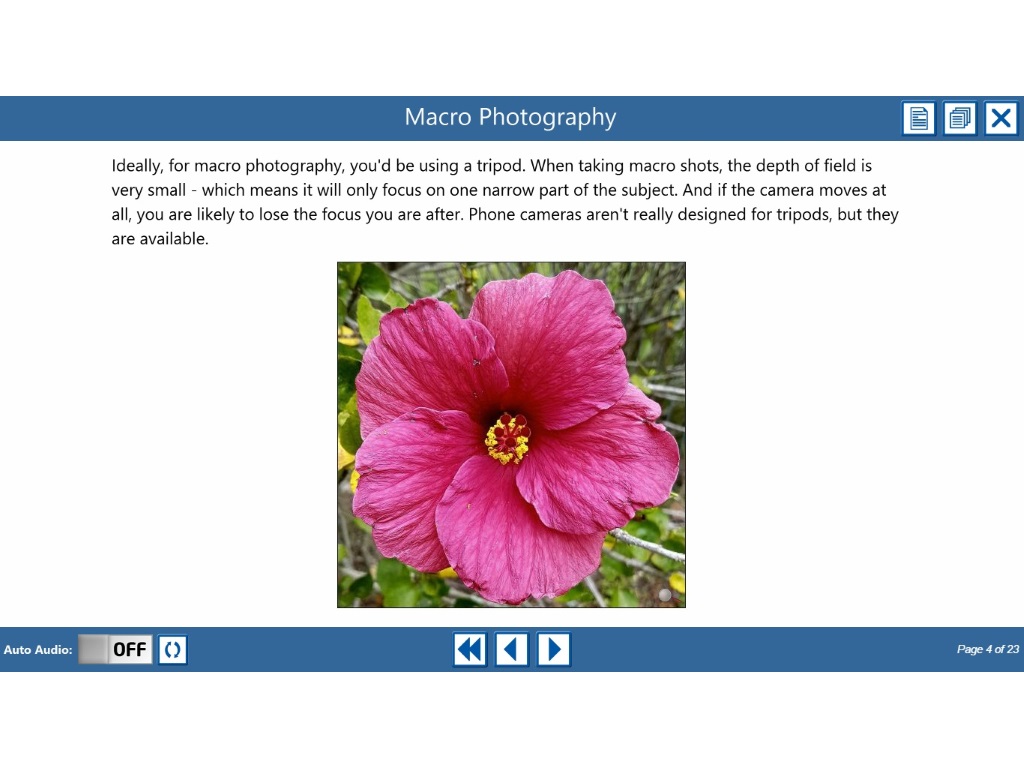 Macro Photography
Ideally, for macro photography, you'd be using a tripod. When taking macro shots, the depth of field is
very small - which means it will only focus on one narrow part of the subject. And if the camera moves at
all, you are likely to lose the focus you are after. Phone cameras aren't really designed for tripods, but they
are available.
Auto Audio: OFF
Page 4 of 23